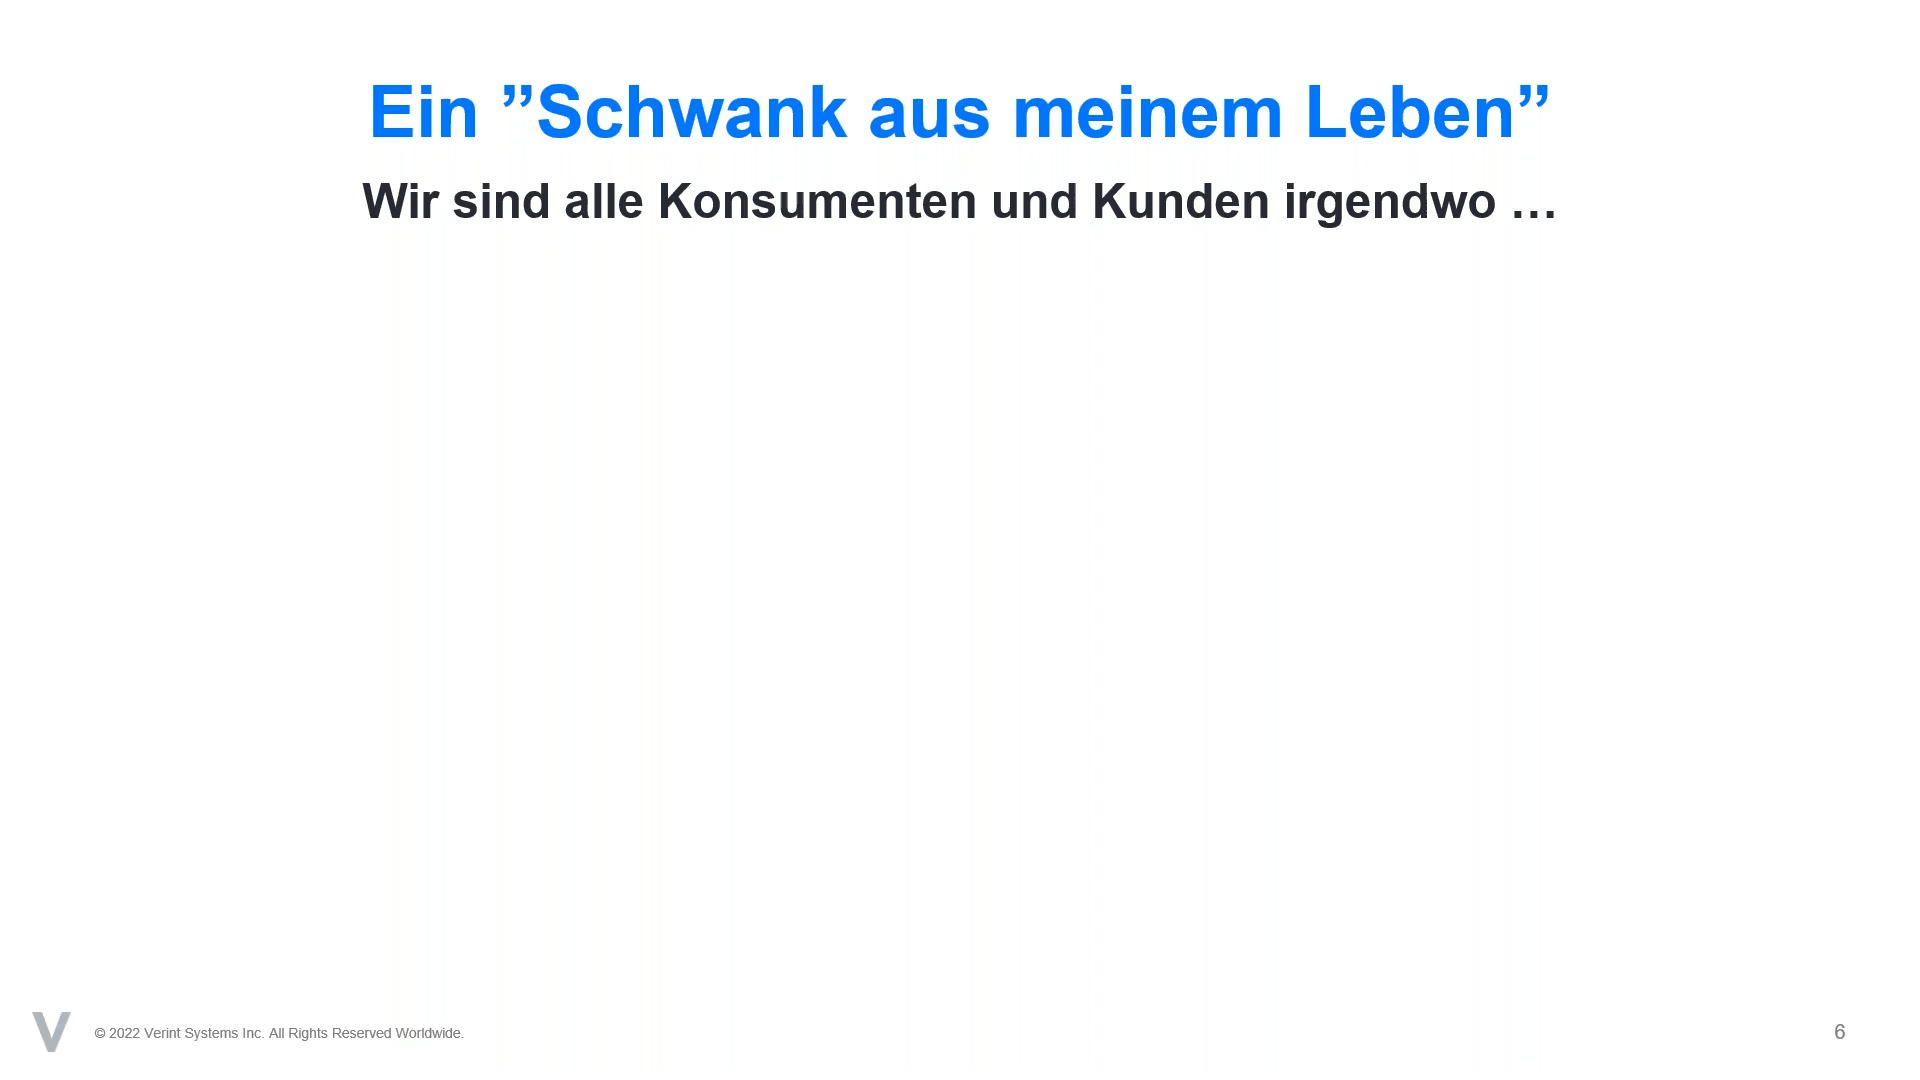 Ein ”Schwank aus meinem Leben”
Wir sind alle Konsumenten und Kunden irgendwo …
V
© 2022 Verint Systems Inc. All Rights Reserved Worldwide.
6